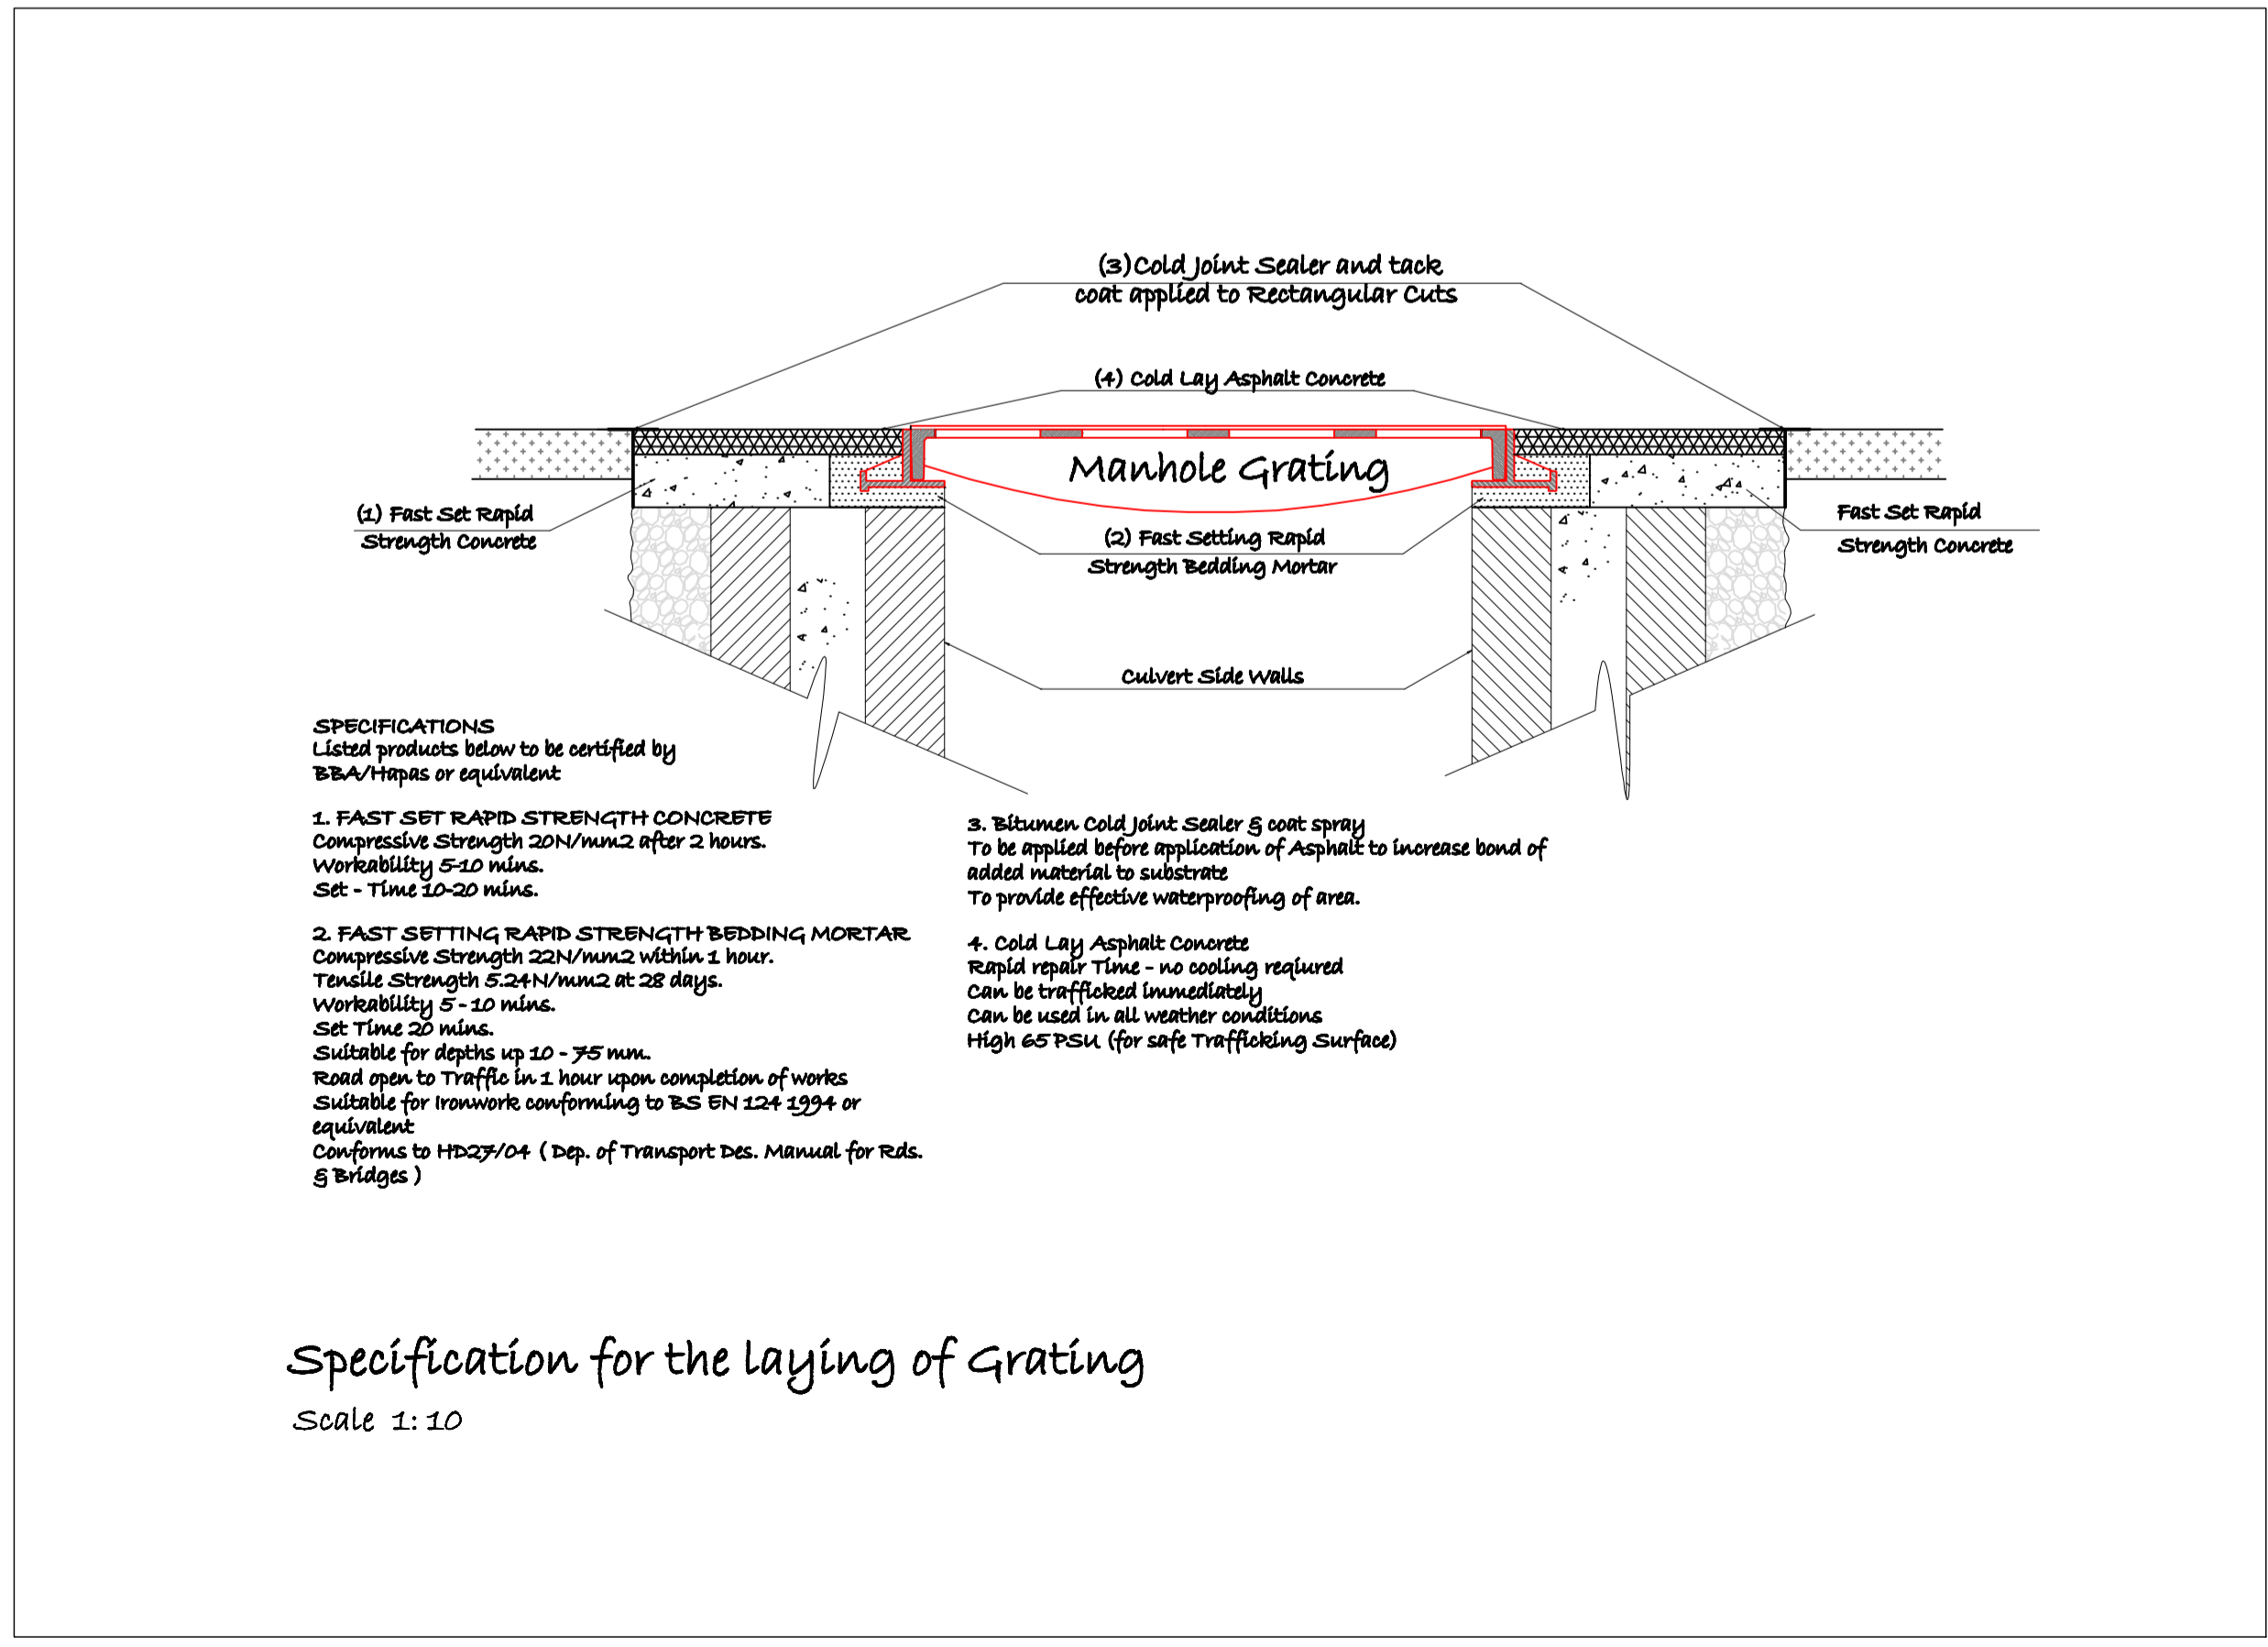 (3)Cold Joint Sealer and tack
coat applied to Rectangular Cuts
(4) Cold Lay Asphalt Concrete
Manhole Grating
(1) Fast Set Rapid
Strength Concrete
(2) Fast Setting Rapid
Strength Bedding Mortar
Fast Set Rapid
Strength Concrete
Culvert Side Walls
SPECIFICATIONS
Listed products below to be certified by
BBA/Hapas or equivalent
1. FAST SET RAPID STRENGTH CONCRETE
Compressive Strength 20N/mm2 after 2 hours.
Workability 5-10 mins.
Set - Time 10-20 mins.
2. FAST SETTING RAPID STRENGTH BEDDING MORTAR
Compressive Strength 22N/mm2 within 1 hour.
Tensile Strength 5.24N/mm2 at 28 days.
Workability 5 - 10 mins.
Set Time 20 mins.
Suitable for depths up 10 - 75 mm.
Road open to Traffic in 1 hour upon completion of works
Suitable for Ironwork conforming to BS EN 124 1994 or
equivalent
Conforms to HD27/04 ( Dep. of Transport Des. Manual for Rds.
& Bridges )
3. Bitumen Cold Joint Sealer & coat spray
To be applied before application of Asphalt to increase bond of
added material to substrate
To provide effective waterproofing of area.
4. Cold Lay Asphalt Concrete
Rapid repair Time - no cooling reqiured
Can be trafficked immediately
Can be used in all weather conditions
High 65 PSU (for safe Trafficking Surface)
Specification for the laying of Grating
Scale 1: 10